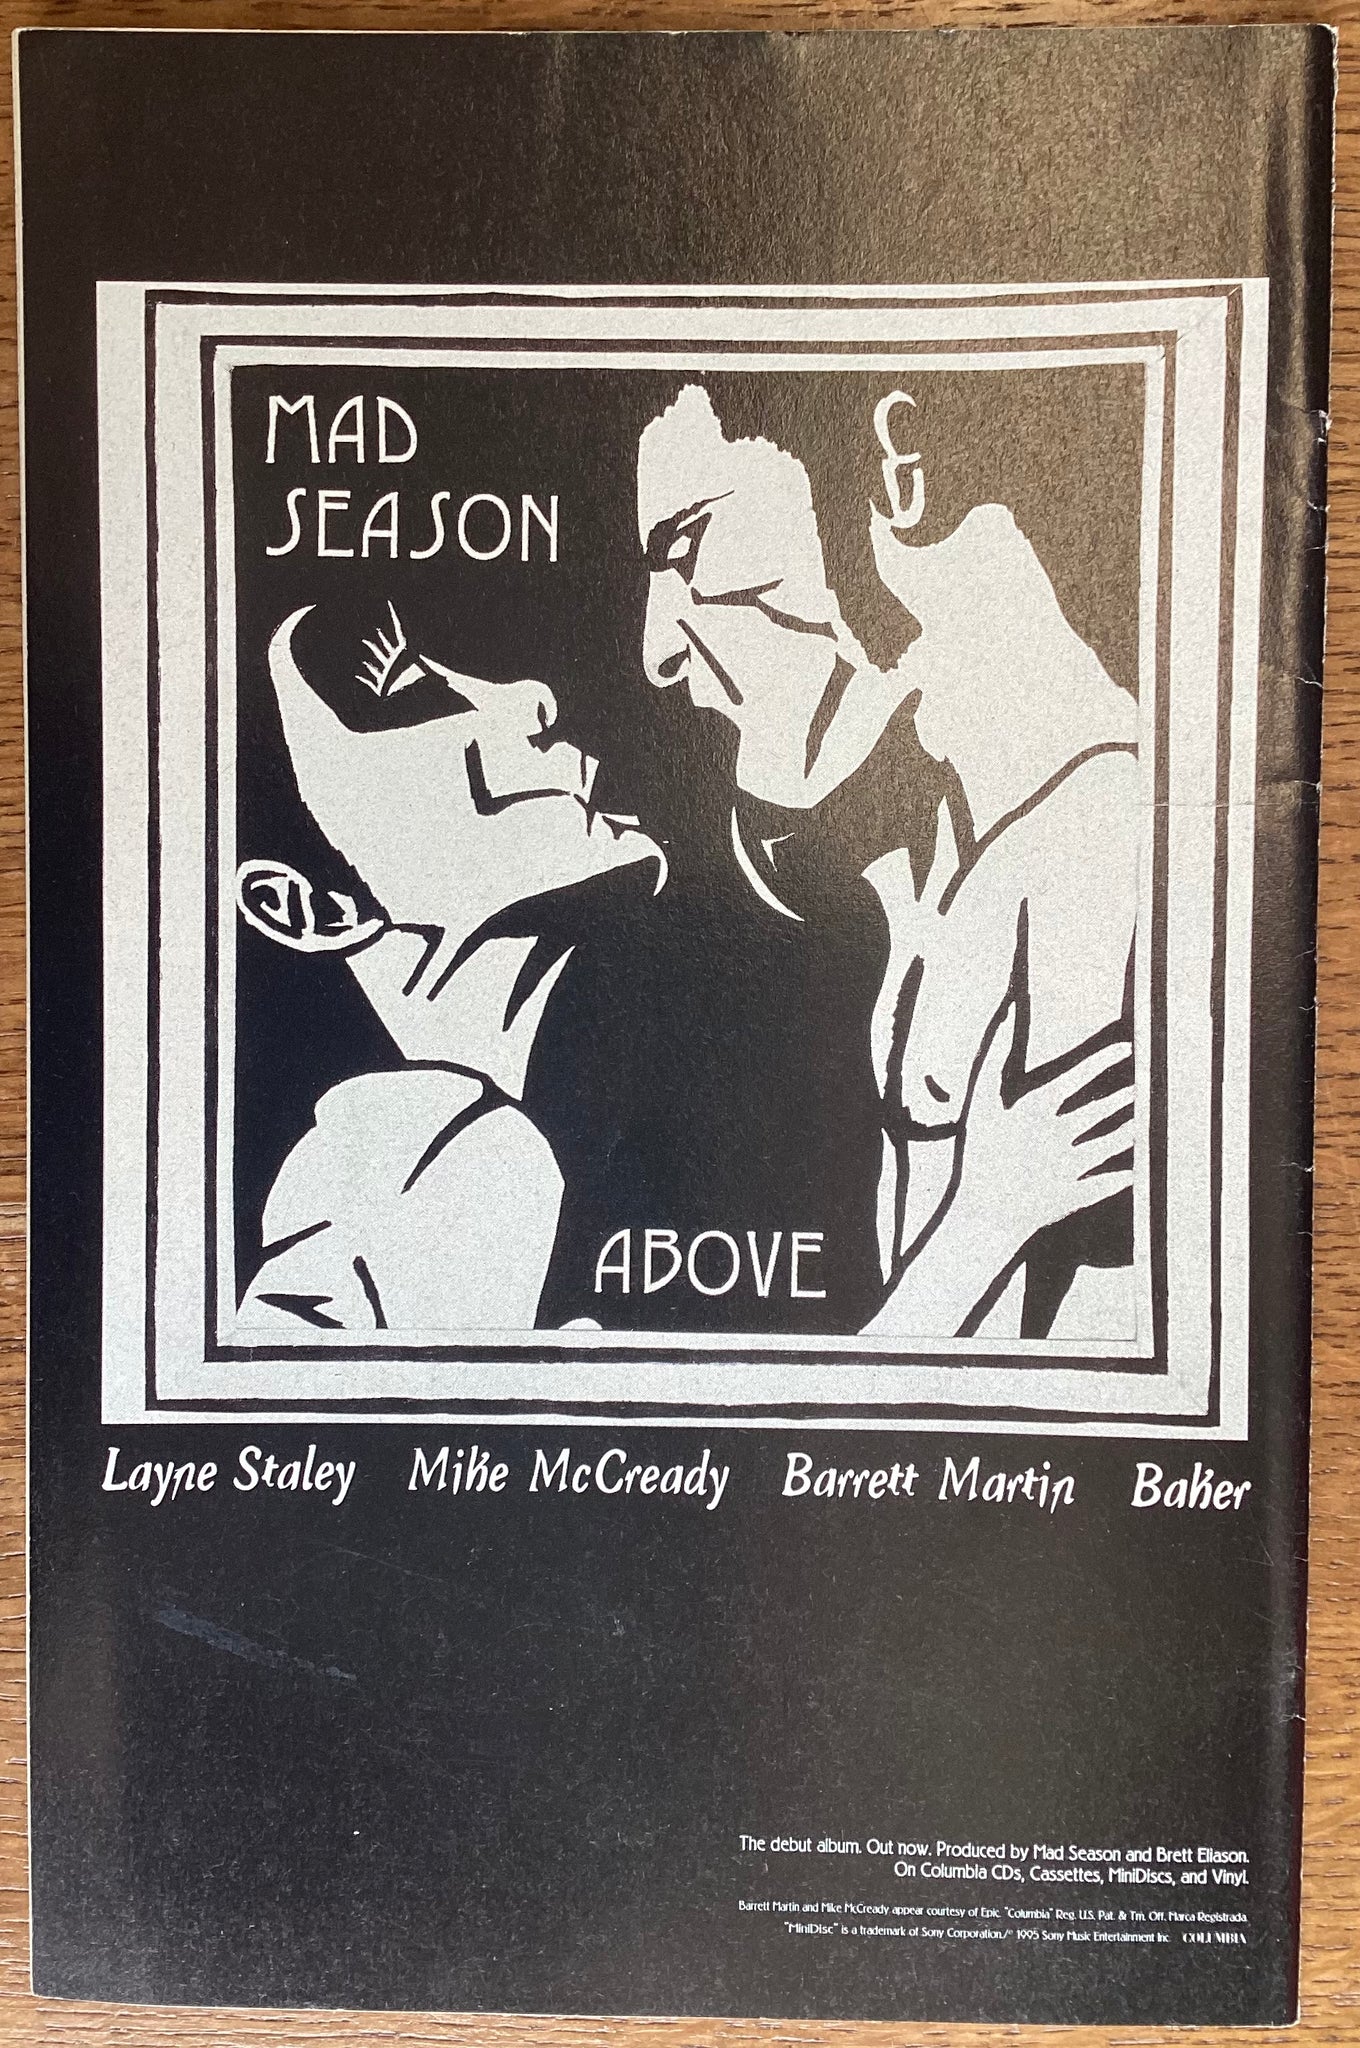 MAD
SEASON
ABOVE
Layne Staley Mike McCready Barrett Martin Baker
The debut album. Out now. Produced by Mad Season and Brett Eliason.
On Columbia CDs, Cassettes, MiniDiscs, and Vinyl.
Barrett Martin and Mike McCready appear courtesy of Epic. "Columbia" Reg. U.S. Pat. & Tm. Off. Marca Registrada
"MiniDisc" is a trademark of Sony Corporation./℗ 1995 Sony Music Entertainment Inc. COLUMBIA